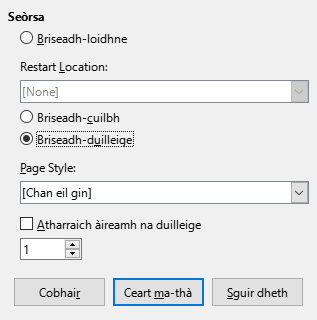 Seòrsa
Briseadh-loidhne
Restart Location:
[None]
Briseadh-cuilbh
Briseadh-duilleige
Page Style:
[Chan eil gin]
Atharraich àireamh na duilleige
1
Cobhair Ceart ma-thà Sguir dheth